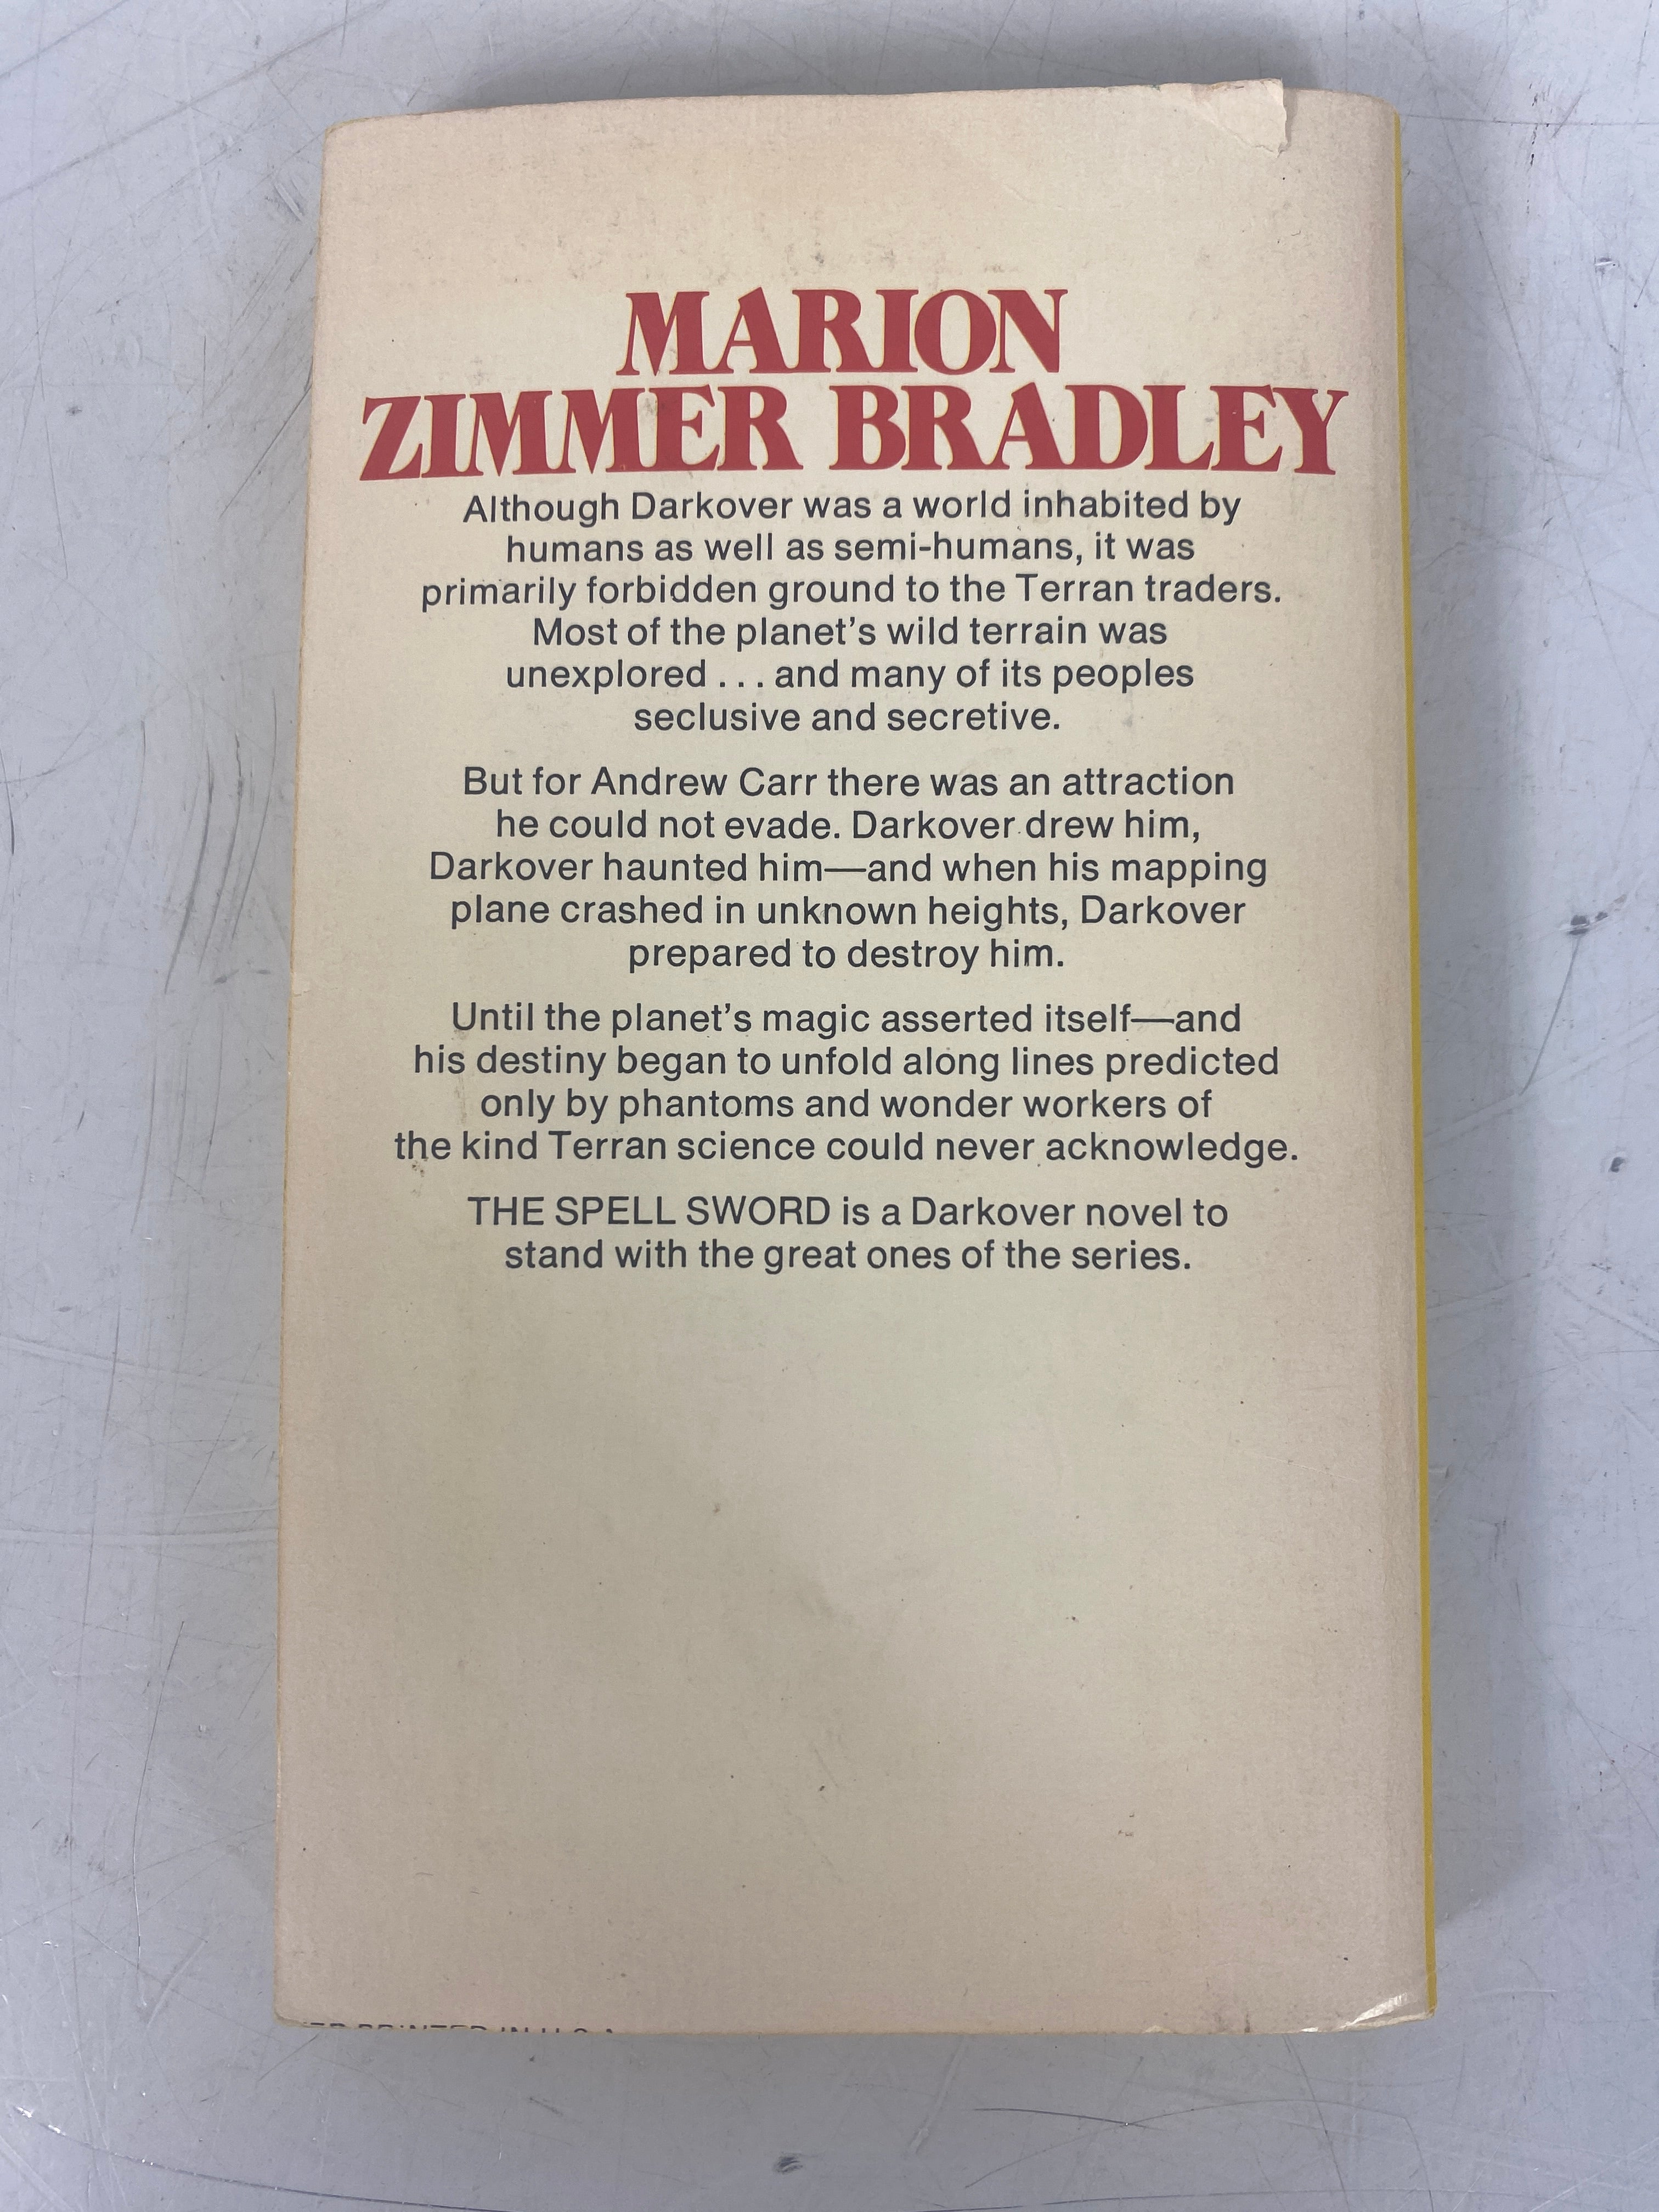 MARION
ZIMMER BRADLEY
Although Darkover was a world inhabited by
humans as well as semi-humans, it was
primarily forbidden ground to the Terran traders.
Most of the planet's wild terrain was
unexplored . . . and many of its peoples
seclusive and secretive.
But for Andrew Carr there was an attraction
he could not evade. Darkover drew him,
Darkover haunted him—and when his mapping
plane crashed in unknown heights, Darkover
prepared to destroy him.
Until the planet's magic asserted itself—and
his destiny began to unfold along lines predicted
only by phantoms and wonder workers of
the kind Terran science could never acknowledge.
THE SPELL SWORD is a Darkover novel to
stand with the great ones of the series.
PRINTED IN U.S.A.